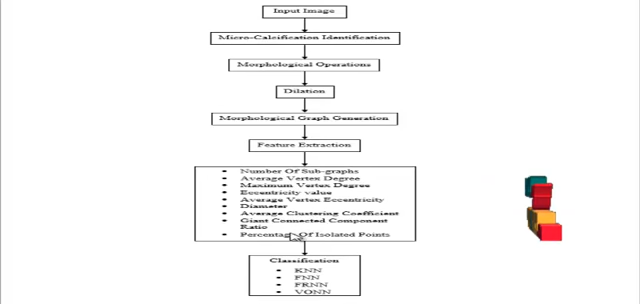 Input Image
Micro-Calcification Identification
Morphological Operations
Dilation
Morphological Graph Generation
Feature Extraction
• Number Of Sub-graphs
• Average Vertex Degree
• Maximum Vertex Degree
• Eccentricity value
• Average Vertex Eccentricity
Diameter
• Average Clustering Coefficient
• Giant Connected Component
Ratio
• Percentage Of Isolated Points
Classification
• KNN
• FNN
• FRNN
• VQNN